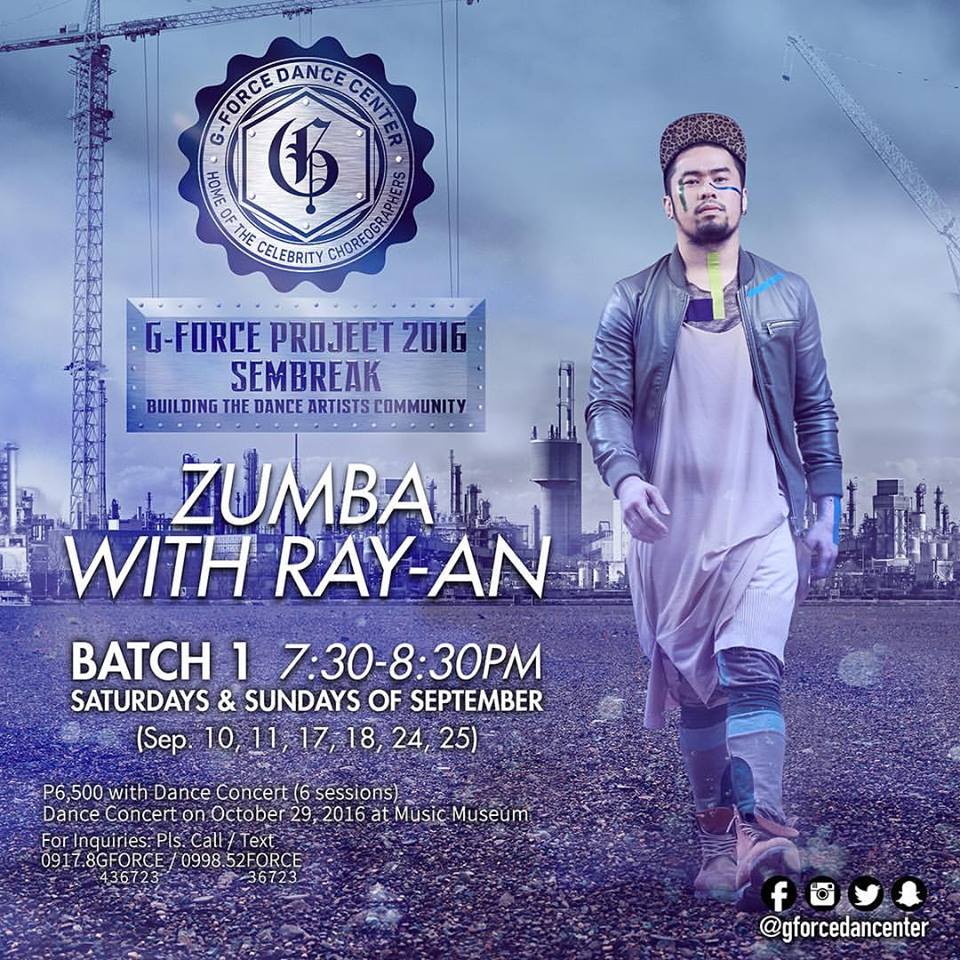 G-FORCE DANCE CENTER
HOME OF THE CELEBRITY CHOREOGRAPHERS
G
G-FORCE PROJECT 2016
SEMBREAK
BUILDING THE DANCE ARTISTS COMMUNITY
ZUMBA
WITH RAY-AN
BATCH 1 7:30-8:30PM
SATURDAYS & SUNDAYS OF SEPTEMBER
(Sep. 10, 11, 17, 18, 24, 25)
P6,500 with Dance Concert (6 sessions)
Dance Concert on October 29, 2016 at Music Museum
For Inquiries: Pls. Call / Text
0917.8GFORCE / 0998.52FORCE
436723 36723
@gforcedancenter